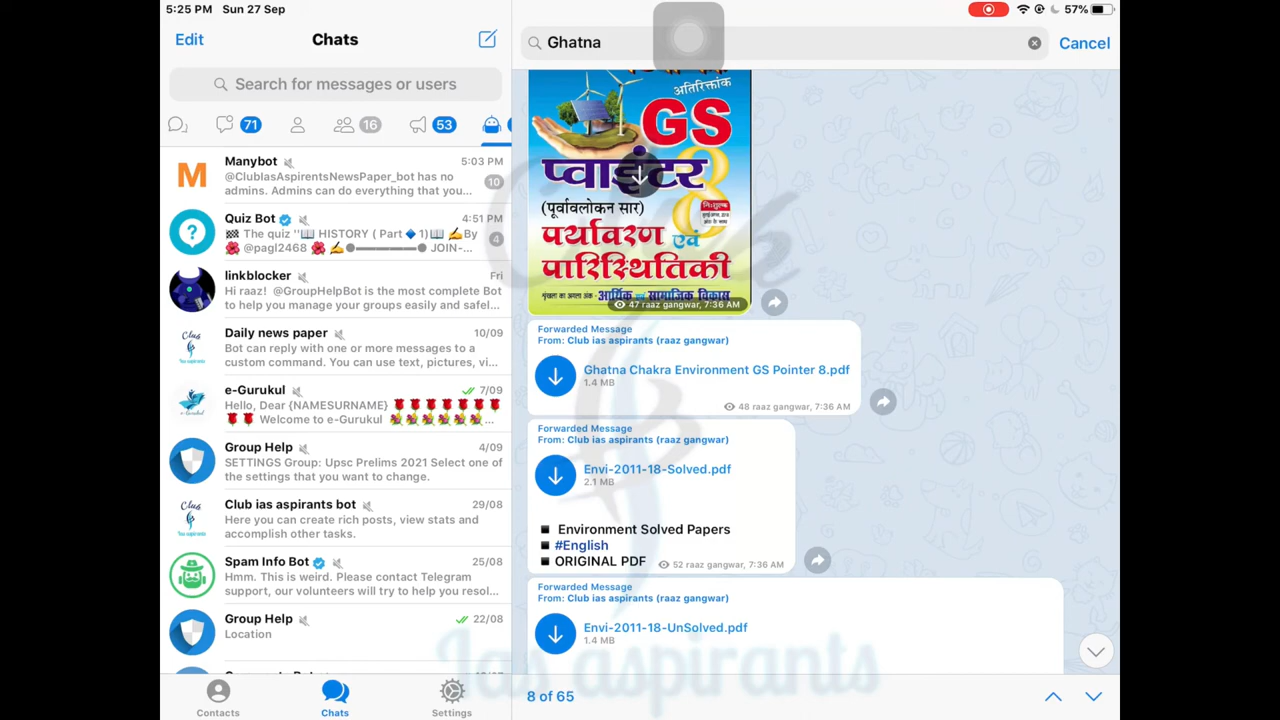 5:25 PM Sun 27 Sep
57%
Edit
Chats
Search for messages or users
71
16
53
Manybot
5:03 PM
@ClubIasAspirentsNewsPaper_bot has no
admins. Admins can do everything that you...
10
Quiz Bot
4:51 PM
The quiz "📖 HISTORY ( Part 🔹 1)📖 ✍️By
🌺 @pagl2468 🌺 ✍️●▬▬▬▬● JOIN-...
4
linkblocker
Fri
Hi raaz! @GroupHelpBot is the most complete Bot
to help you manage your groups easily and safel...
Daily news paper
10/09
Bot can reply with one or more messages to a
custom command. You can use text, pictures, vi...
e-Gurukul
7/09
Hello, Dear {NAMESURNAME} 🌹🌹🌹🌹🌹🌹
🌹🌹 Welcome to e-Gurukul 💐💐💐💐💐💐...
Group Help
4/09
SETTINGS Group: Upsc Prelims 2021 Select one of
the settings that you want to change.
Club ias aspirants bot
29/08
Here you can create rich posts, view stats and
accomplish other tasks.
Spam Info Bot
25/08
Hmm. This is weird. Please contact Telegram
support, our volunteers will try to help you resol...
Group Help
22/08
Location
Contacts
Chats
Settings
Ghatna
Cancel
अतिरिक्तांक
GS
प्वाइंटर
8
(पूर्वावलोकन सार)
निःशुल्क
पर्यावरण एवं
पारिस्थितिकी
शृंखला का अगला अंक - आर्थिक एवं सामाजिक विकास
47 raaz gangwar, 7:36 AM
Forwarded Message
From: Club ias aspirants (raaz gangwar)
Ghatna Chakra Environment GS Pointer 8.pdf
1.4 MB
48 raaz gangwar, 7:36 AM
Forwarded Message
From: Club ias aspirants (raaz gangwar)
Envi-2011-18-Solved.pdf
2.1 MB
◾ Environment Solved Papers
◾ #English
◾ ORIGINAL PDF
52 raaz gangwar, 7:36 AM
Forwarded Message
From: Club ias aspirants (raaz gangwar)
Envi-2011-18-UnSolved.pdf
1.4 MB
Ias aspirants
8 of 65